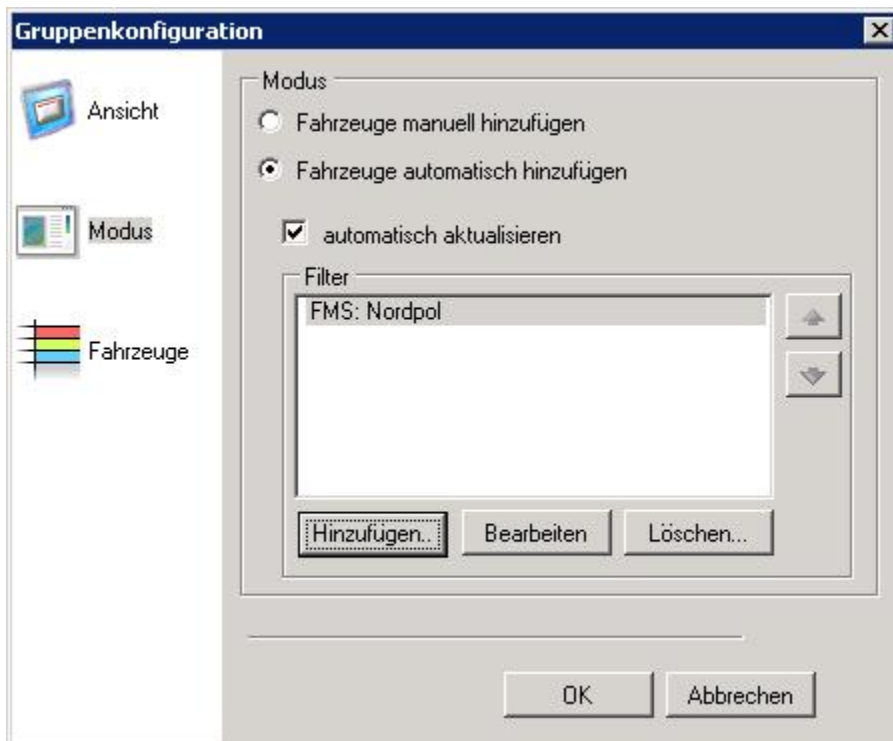 Gruppenkonfiguration
Ansicht
Modus
Fahrzeuge
Modus
Fahrzeuge manuell hinzufügen
Fahrzeuge automatisch hinzufügen
automatisch aktualisieren
Filter
FMS: Nordpol
Hinzufügen..
Bearbeiten
Löschen...
OK
Abbrechen